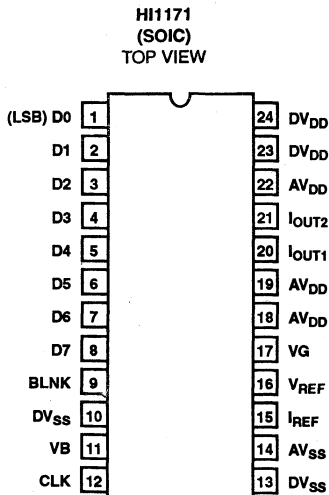 HI1171
(SOIC)
TOP VIEW
(LSB) D0 1 24 DVDD
D1 2 23 DVDD
D2 3 22 AVDD
D3 4 21 IOUT2
D4 5 20 IOUT1
D5 6 19 AVDD
D6 7 18 AVDD
D7 8 17 VG
BLNK 9 16 VREF
DVSS 10 15 IREF
VB 11 14 AVSS
CLK 12 13 DVSS